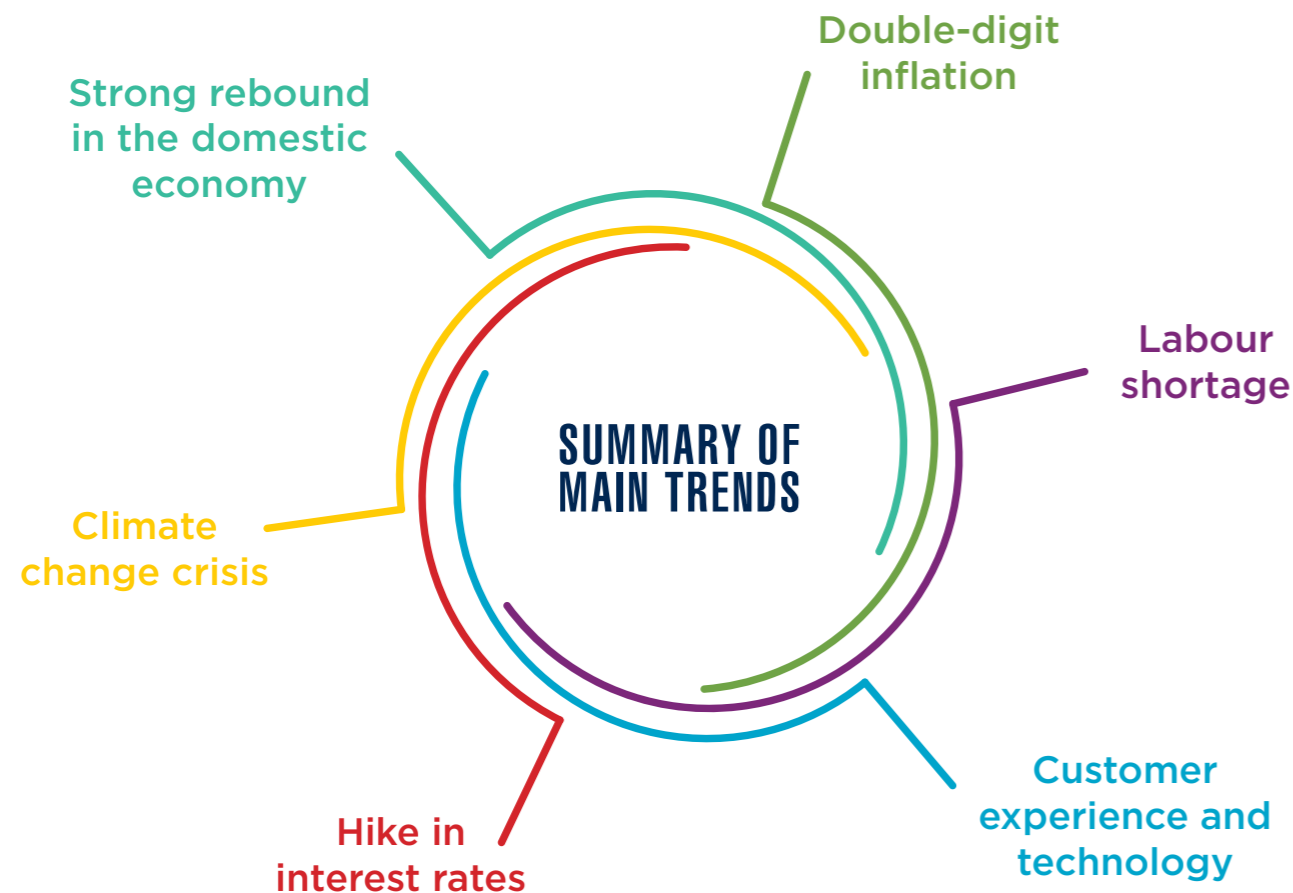 Double-digit
inflation
Strong rebound
in the domestic
economy
Labour
shortage
SUMMARY OF
MAIN TRENDS
Climate
change crisis
Customer
experience and
technology
Hike in
interest rates